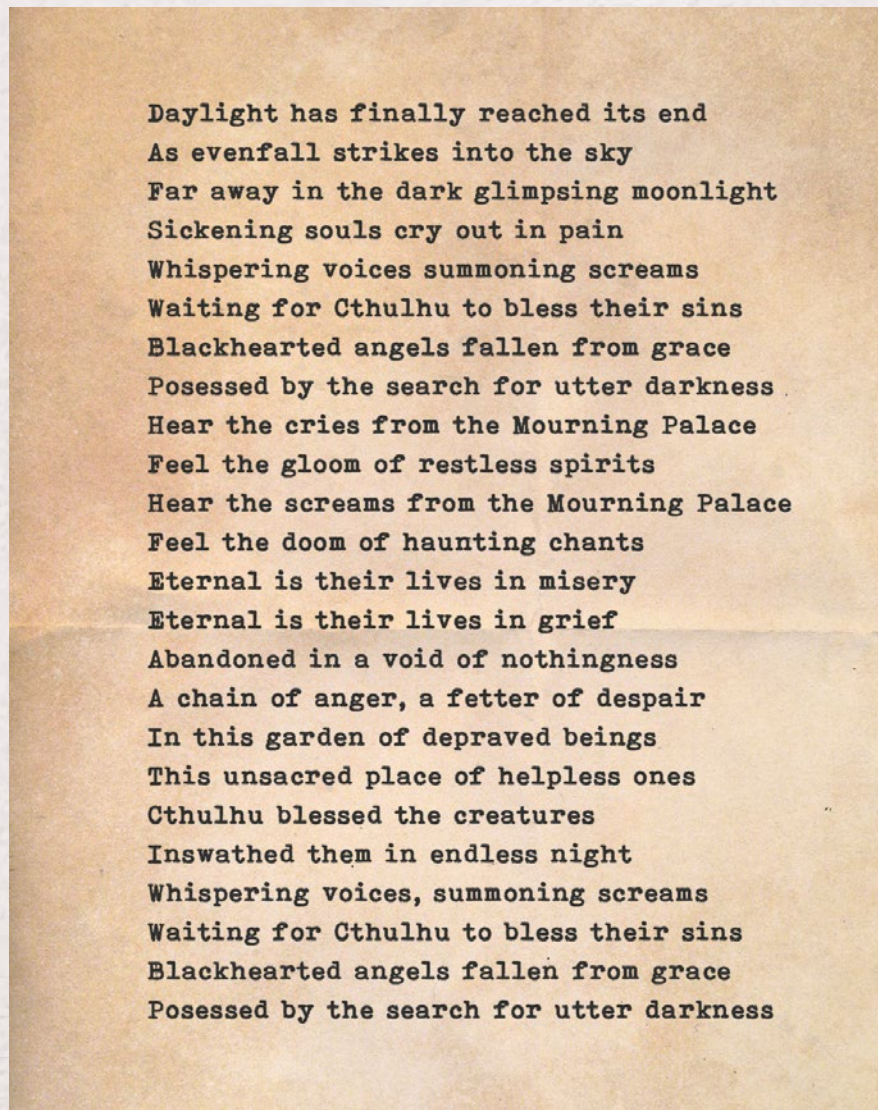 Daylight has finally reached its end
As evenfall strikes into the sky
Far away in the dark glimpsing moonlight
Sickening souls cry out in pain
Whispering voices summoning screams
Waiting for Cthulhu to bless their sins
Blackhearted angels fallen from grace
Posessed by the search for utter darkness
Hear the cries from the Mourning Palace
Feel the gloom of restless spirits
Hear the screams from the Mourning Palace
Feel the doom of haunting chants
Eternal is their lives in misery
Eternal is their lives in grief
Abandoned in a void of nothingness
A chain of anger, a fetter of despair
In this garden of depraved beings
This unsacred place of helpless ones
Cthulhu blessed the creatures
Inswathed them in endless night
Whispering voices, summoning screams
Waiting for Cthulhu to bless their sins
Blackhearted angels fallen from grace
Posessed by the search for utter darkness